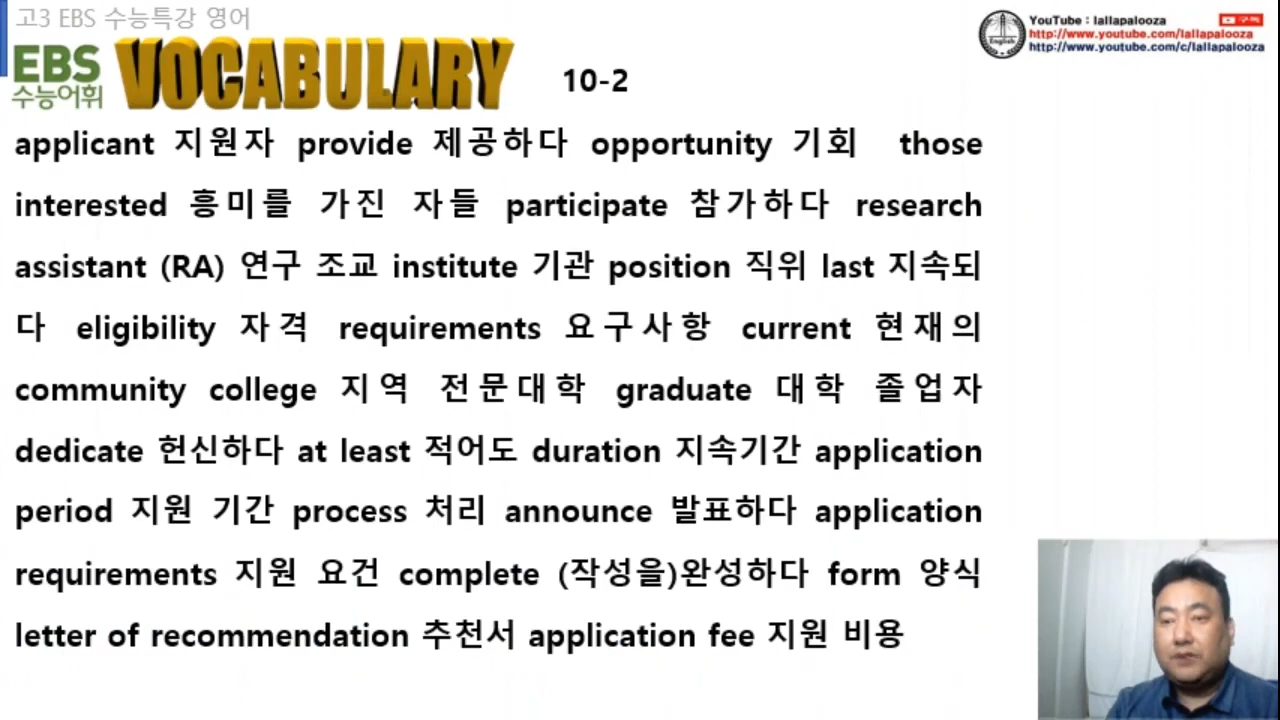 고3 EBS 수능특강 영어
EBS
수능어휘
VOCABULARY
10-2
YouTube : lallapalooza
구독
http://www.youtube.com/lallapalooza
http://www.youtube.com/c/lallapalooza
English
applicant 지원자 provide 제공하다 opportunity 기회 those
interested 흥미를 가진 자들 participate 참가하다 research
assistant (RA) 연구 조교 institute 기관 position 직위 last 지속되
다 eligibility 자격 requirements 요구사항 current 현재의
community college 지역 전문대학 graduate 대학 졸업자
dedicate 헌신하다 at least 적어도 duration 지속기간 application
period 지원 기간 process 처리 announce 발표하다 application
requirements 지원 요건 complete (작성을)완성하다 form 양식
letter of recommendation 추천서 application fee 지원 비용